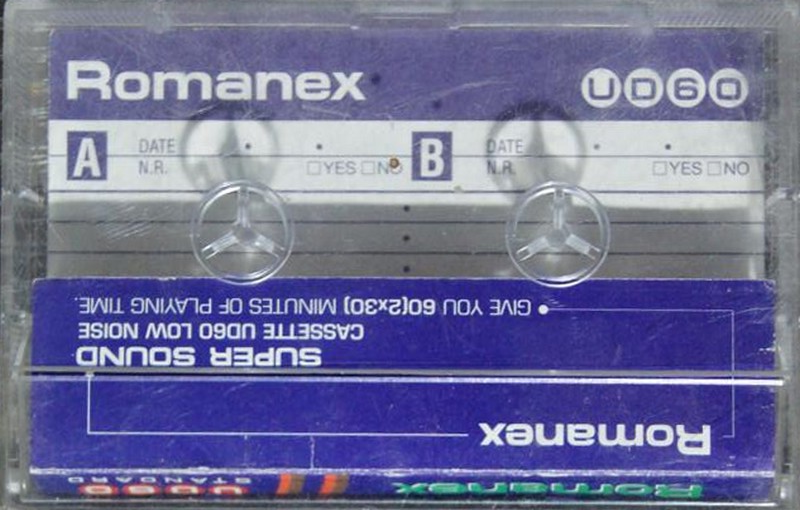 Romanex UD60
A DATE N.R. □YES □NO B DATE N.R. □YES □NO
• GIVE YOU 60(2x30) MINUTES OF PLAYING TIME.
CASSETTE UD60 LOW NOISE
SUPER SOUND
Romanex
Romanex UD60
STANDARD